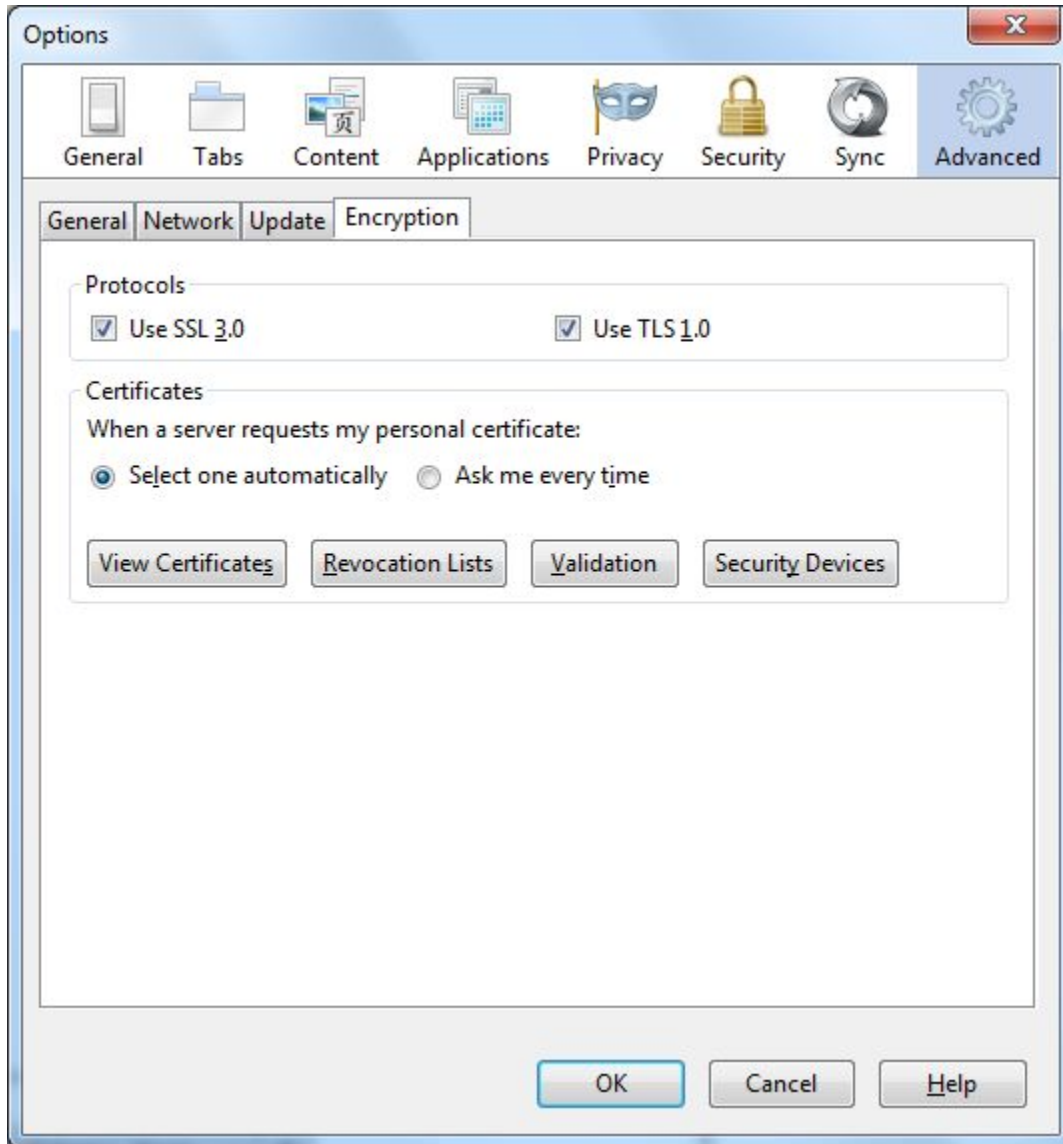 Options
X
页
General Tabs Content Applications Privacy Security Sync Advanced
General Network Update Encryption
Protocols
Use SSL 3.0 Use TLS 1.0
Certificates
When a server requests my personal certificate:
Select one automatically Ask me every time
View Certificates Revocation Lists Validation Security Devices
OK Cancel Help